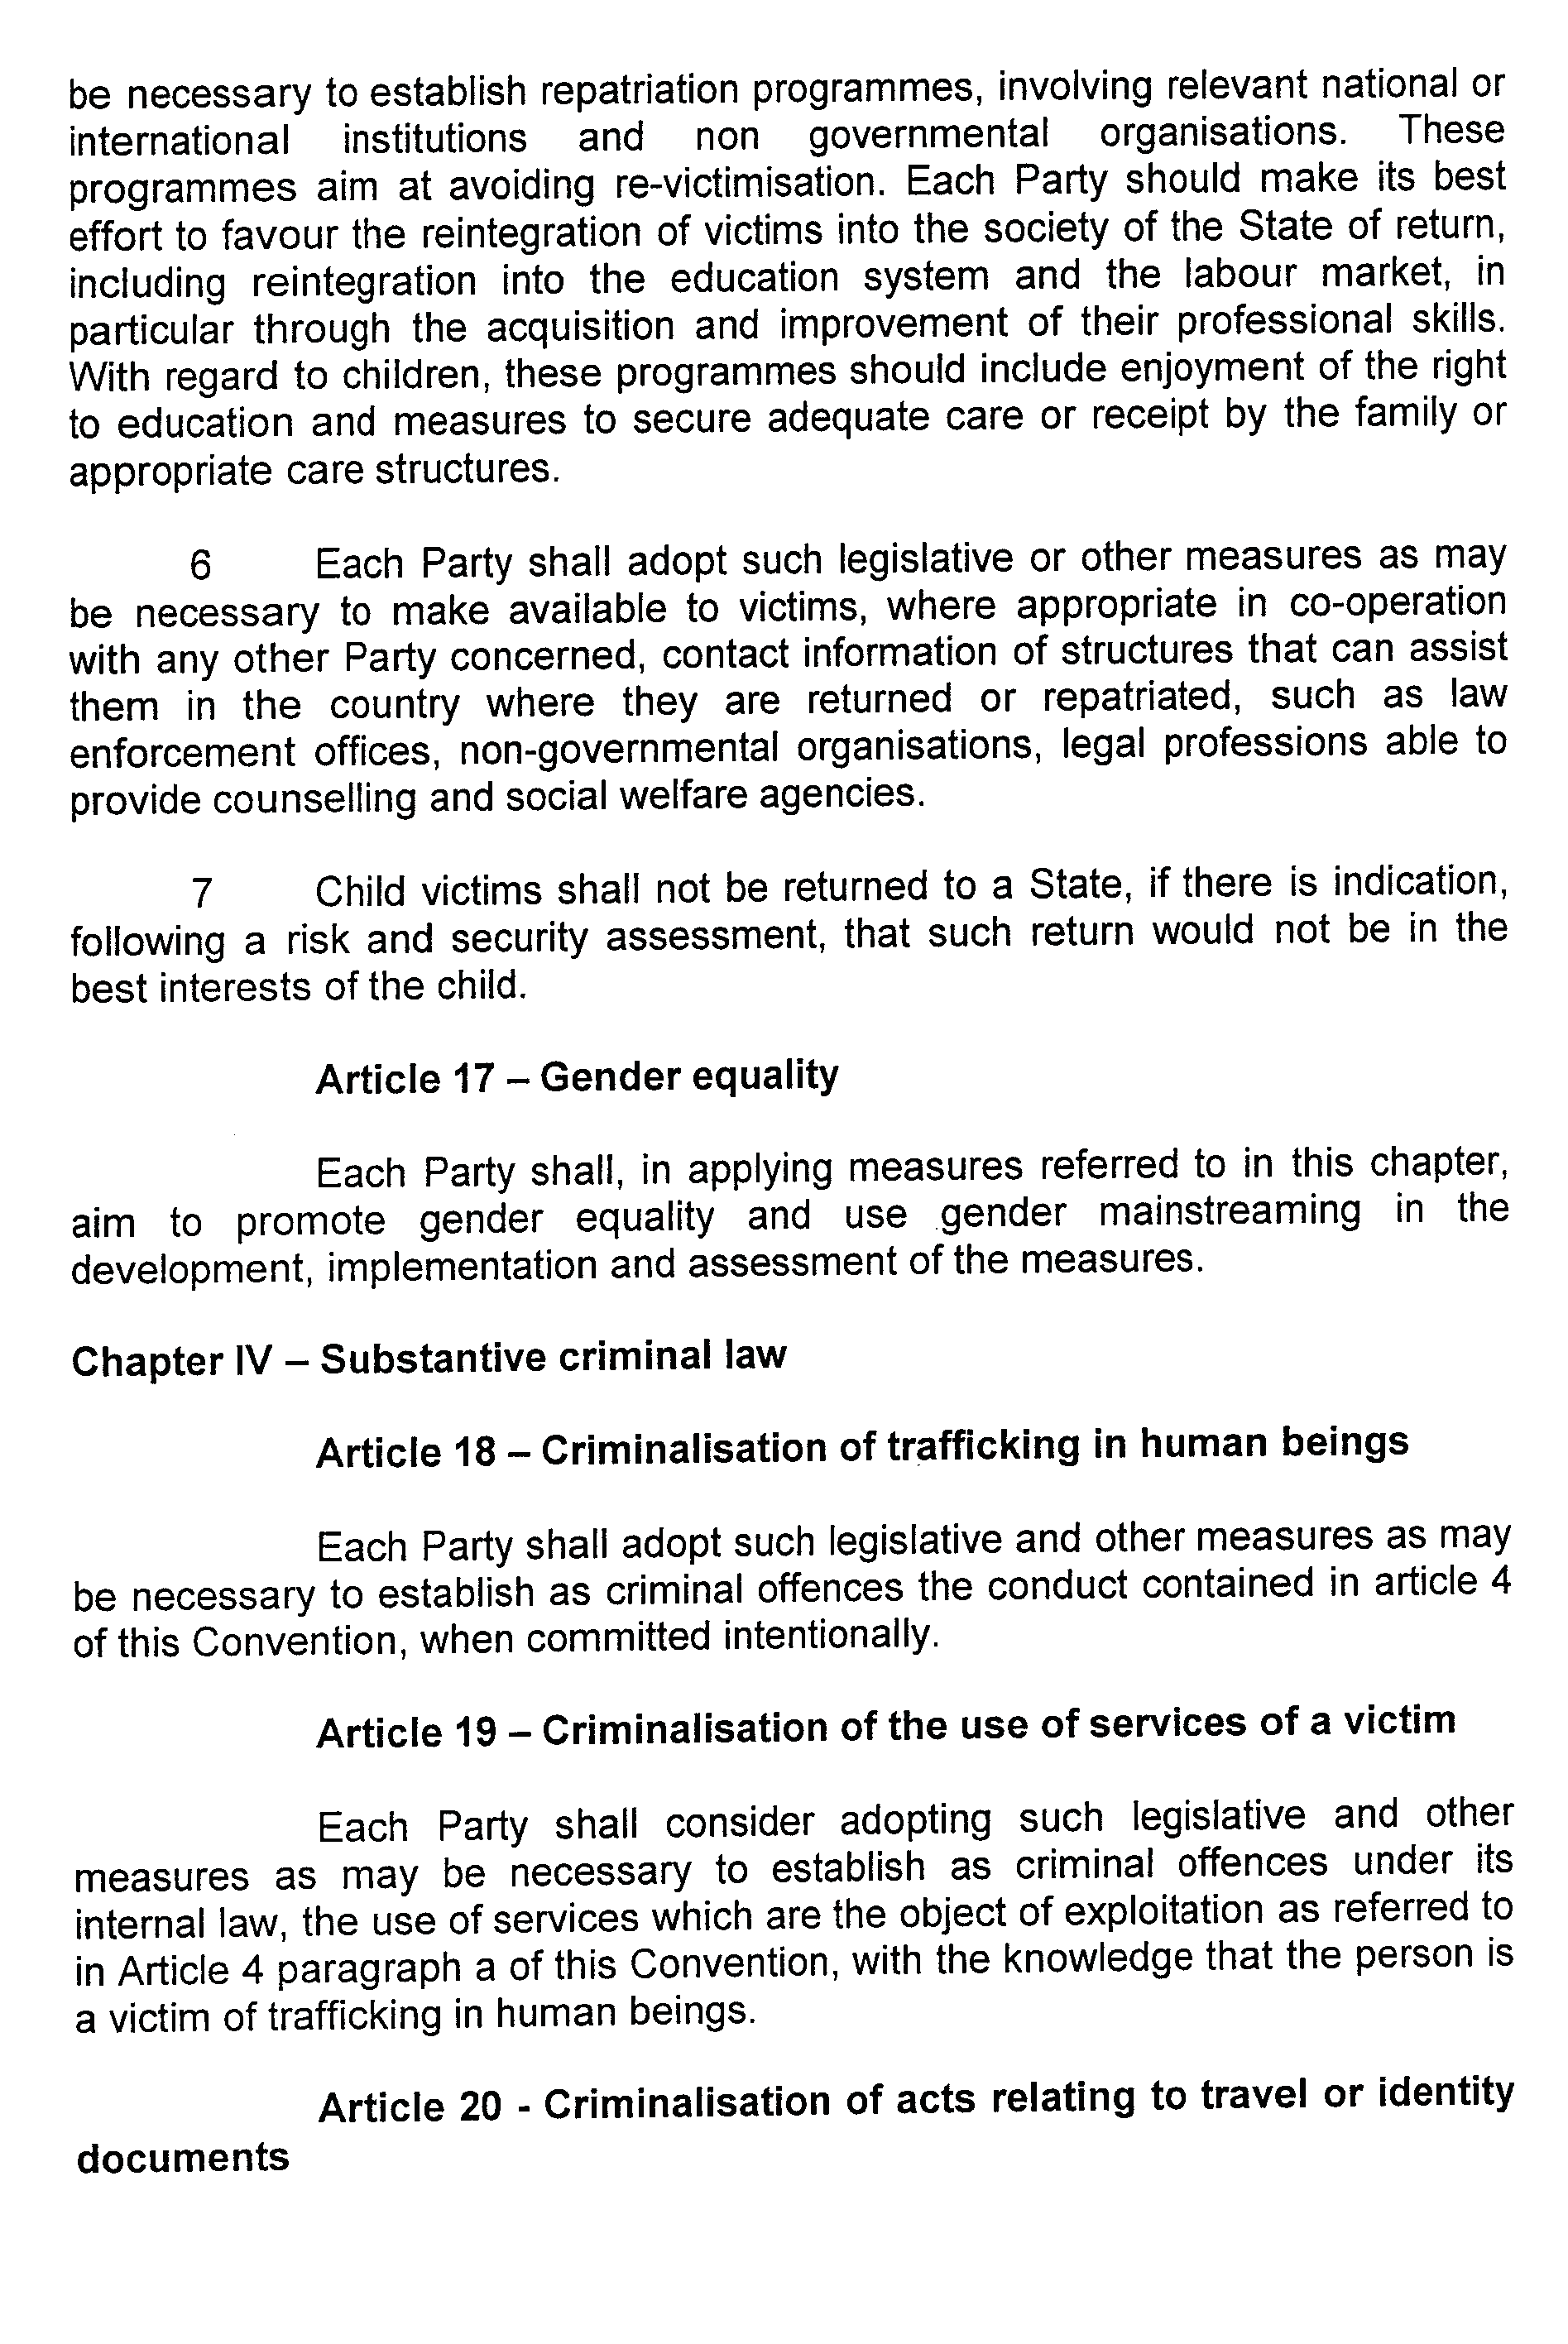 be necessary to establish repatriation programmes, involving relevant national or
international institutions and non governmental organisations. These
programmes aim at avoiding re-victimisation. Each Party should make its best
effort to favour the reintegration of victims into the society of the State of return,
including reintegration into the education system and the labour market, in
particular through the acquisition and improvement of their professional skills.
With regard to children, these programmes should include enjoyment of the right
to education and measures to secure adequate care or receipt by the family or
appropriate care structures.
6 Each Party shall adopt such legislative or other measures as may
be necessary to make available to victims, where appropriate in co-operation
with any other Party concerned, contact information of structures that can assist
them in the country where they are returned or repatriated, such as law
enforcement offices, non-governmental organisations, legal professions able to
provide counselling and social welfare agencies.
7 Child victims shall not be returned to a State, if there is indication,
following a risk and security assessment, that such return would not be in the
best interests of the child.
Article 17 – Gender equality
Each Party shall, in applying measures referred to in this chapter,
aim to promote gender equality and use gender mainstreaming in the
development, implementation and assessment of the measures.
Chapter IV – Substantive criminal law
Article 18 – Criminalisation of trafficking in human beings
Each Party shall adopt such legislative and other measures as may
be necessary to establish as criminal offences the conduct contained in article 4
of this Convention, when committed intentionally.
Article 19 – Criminalisation of the use of services of a victim
Each Party shall consider adopting such legislative and other
measures as may be necessary to establish as criminal offences under its
internal law, the use of services which are the object of exploitation as referred to
in Article 4 paragraph a of this Convention, with the knowledge that the person is
a victim of trafficking in human beings.
Article 20 - Criminalisation of acts relating to travel or identity
documents